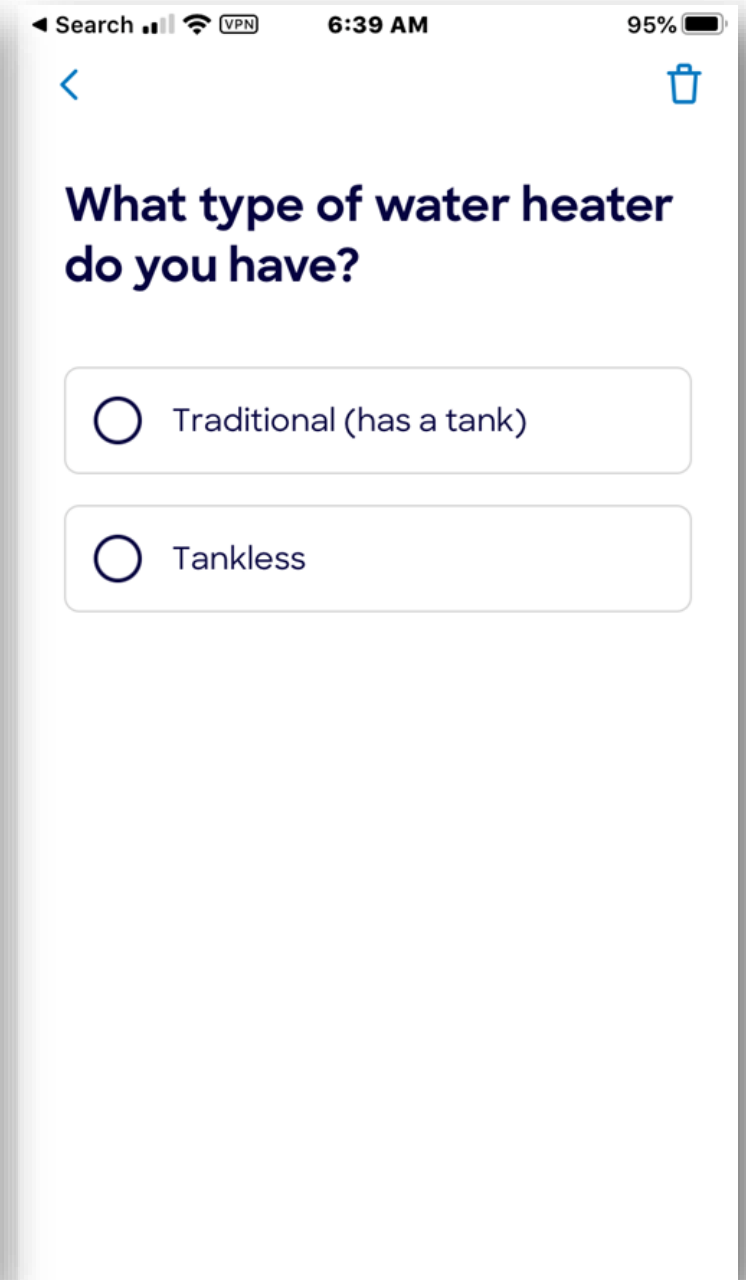 ◀ Search VPN 6:39 AM 95%
What type of water heater
do you have?
Traditional (has a tank)
Tankless